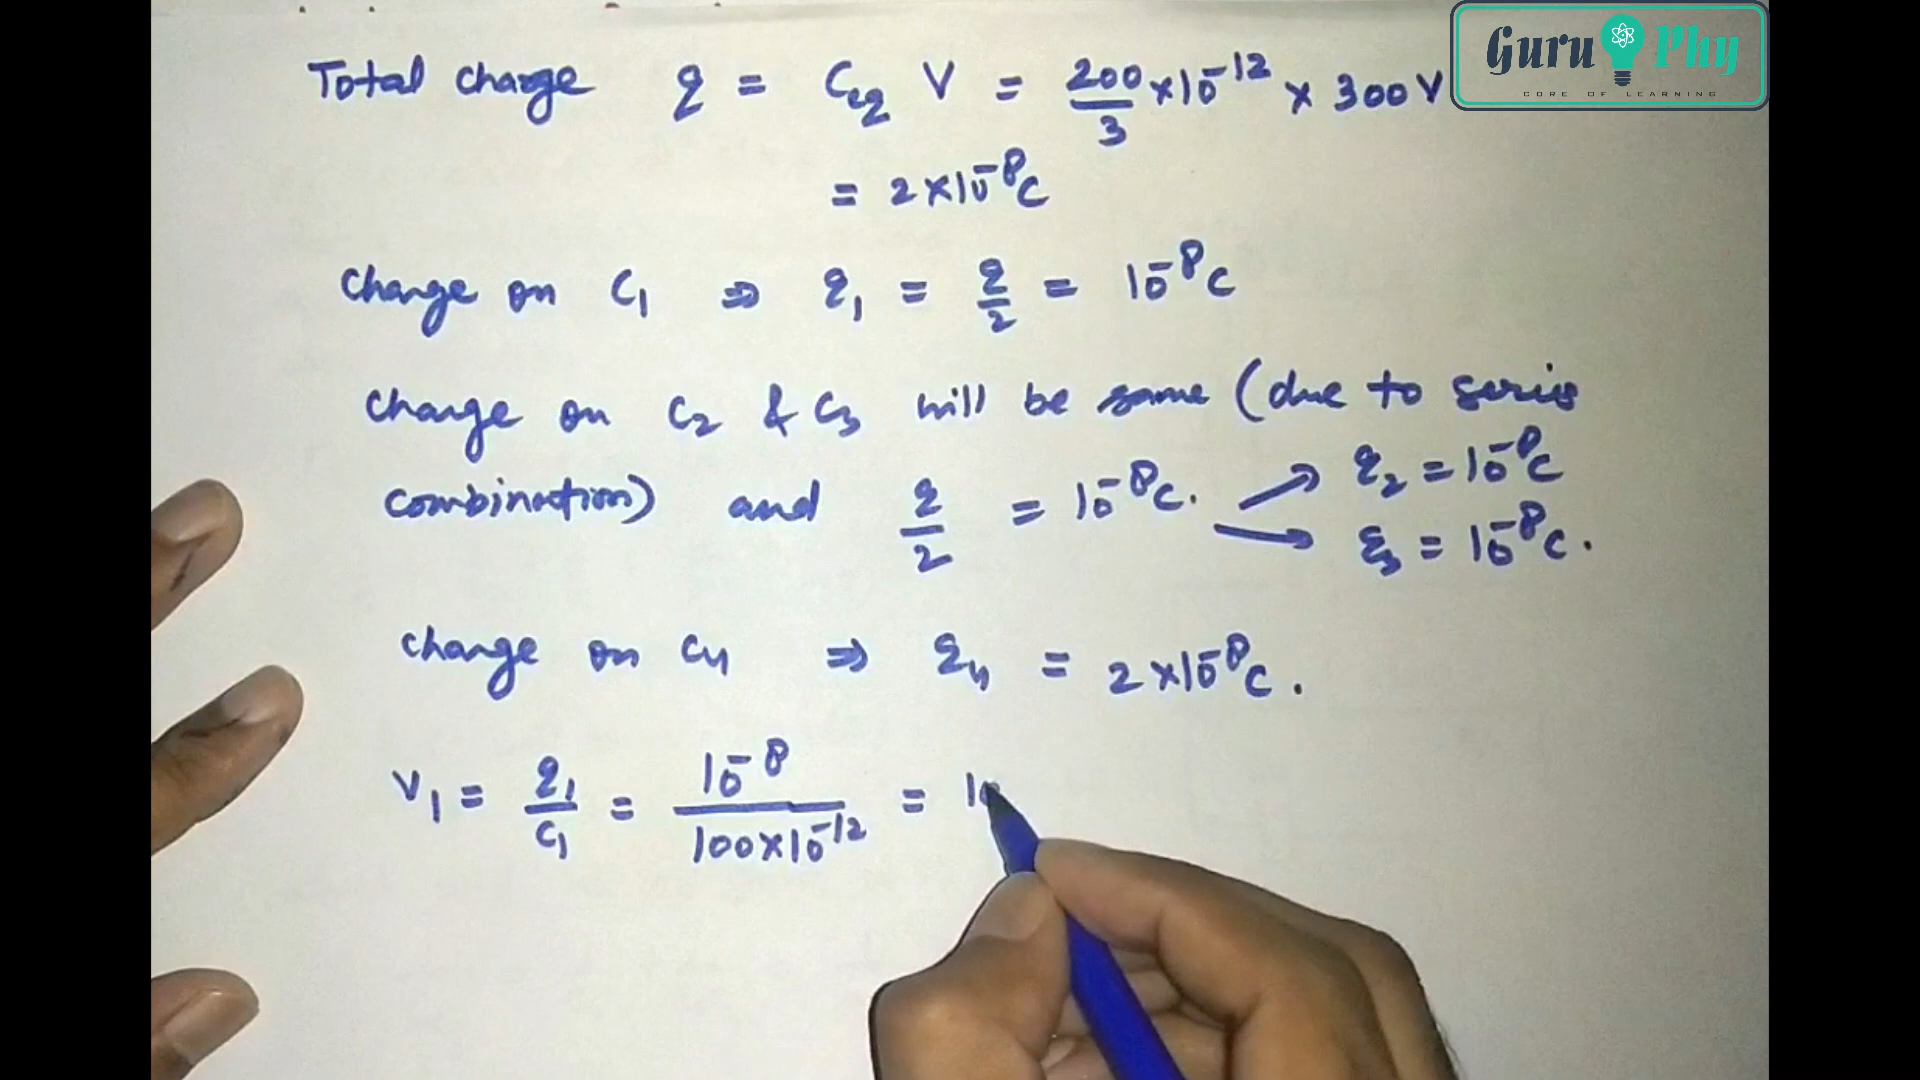 Guru Phy
CORE OF LEARNING
Total charge q = Ceq V = 200/3 ×10^-12 × 300 V
= 2×10^-8 C
Charge on C1 ⇒ q1 = q/2 = 10^-8 C
Charge on C2 & C3 will be same (due to series
combination) and q/2 = 10^-8 C. → q2 = 10^-8 C
→ q3 = 10^-8 C.
Charge on C4 ⇒ q4 = 2×10^-8 C.
V1 = q1/C1 = 10^-8 / 100×10^-12 = 10